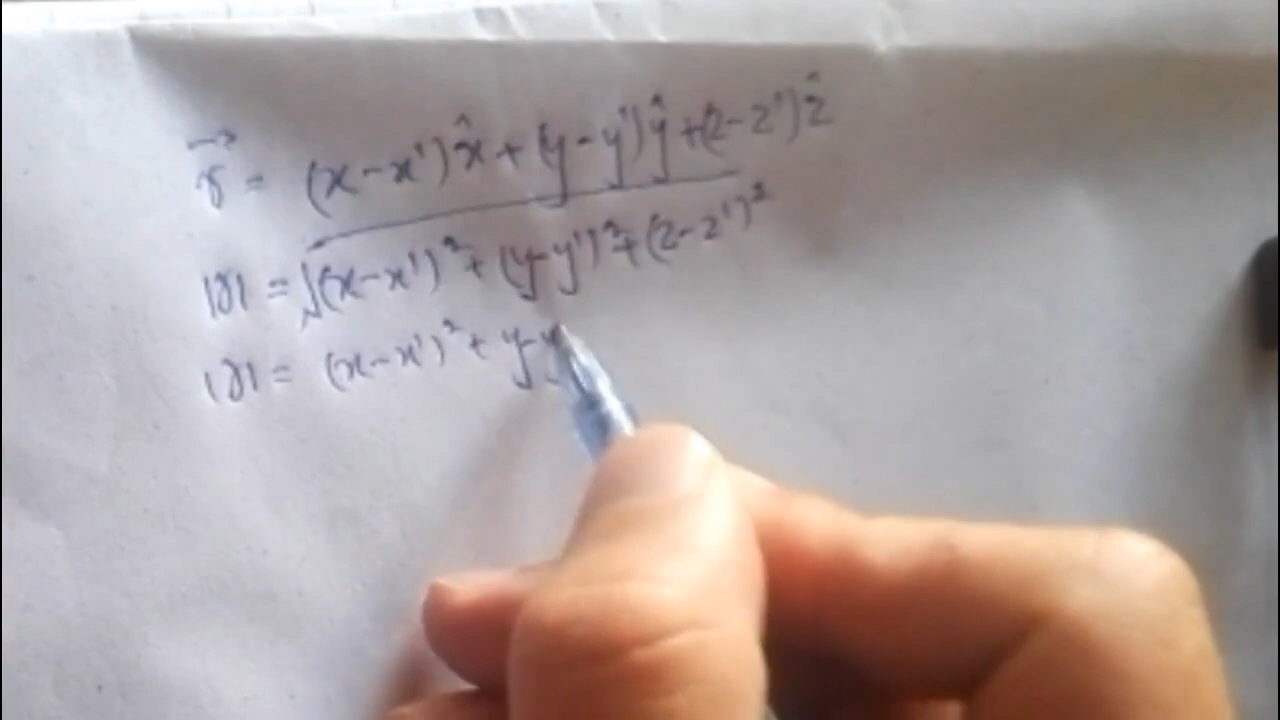 r⃗ = (x-x')x̂ + (y-y')ŷ + (z-z')ẑ
|r| = √(x-x')² + (y-y')² + (z-z')²
|r| = (x-x')² + y-y